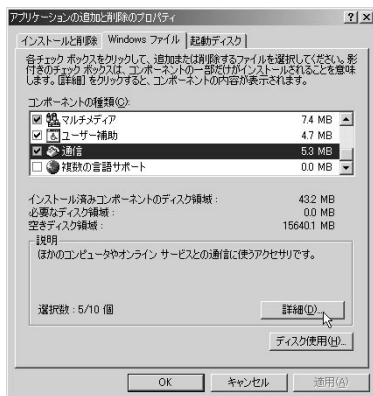 アプリケーションの追加と削除のプロパティ
インストールと削除 Windows ファイル 起動ディスク
各チェック ボックスをクリックして、追加または削除するファイルを選択してください。影
付きのチェック ボックスは、コンポーネントの一部だけがインストールされることを意味
します。[詳細] をクリックすると、コンポーネントの内容が表示されます。
コンポーネントの種類(C):
マルチメディア 7.4 MB
ユーザー補助 4.7 MB
通信 5.3 MB
複数の言語サポート 0.0 MB
インストール済みコンポーネントのディスク領域: 43.2 MB
必要なディスク領域: 0.0 MB
空きディスク領域: 15640.1 MB
説明
ほかのコンピュータやオンライン サービスとの通信に使うアクセサリです。
選択数: 5/10 個
詳細(D)...
ディスク使用(H)...
OK キャンセル 適用(A)